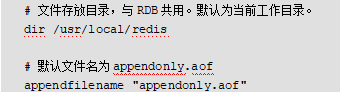 # 文件存放目录，与 RDB 共用。默认为当前工作目录。
dir /usr/local/redis
# 默认文件名为 appendonly.aof
appendfilename "appendonly.aof"